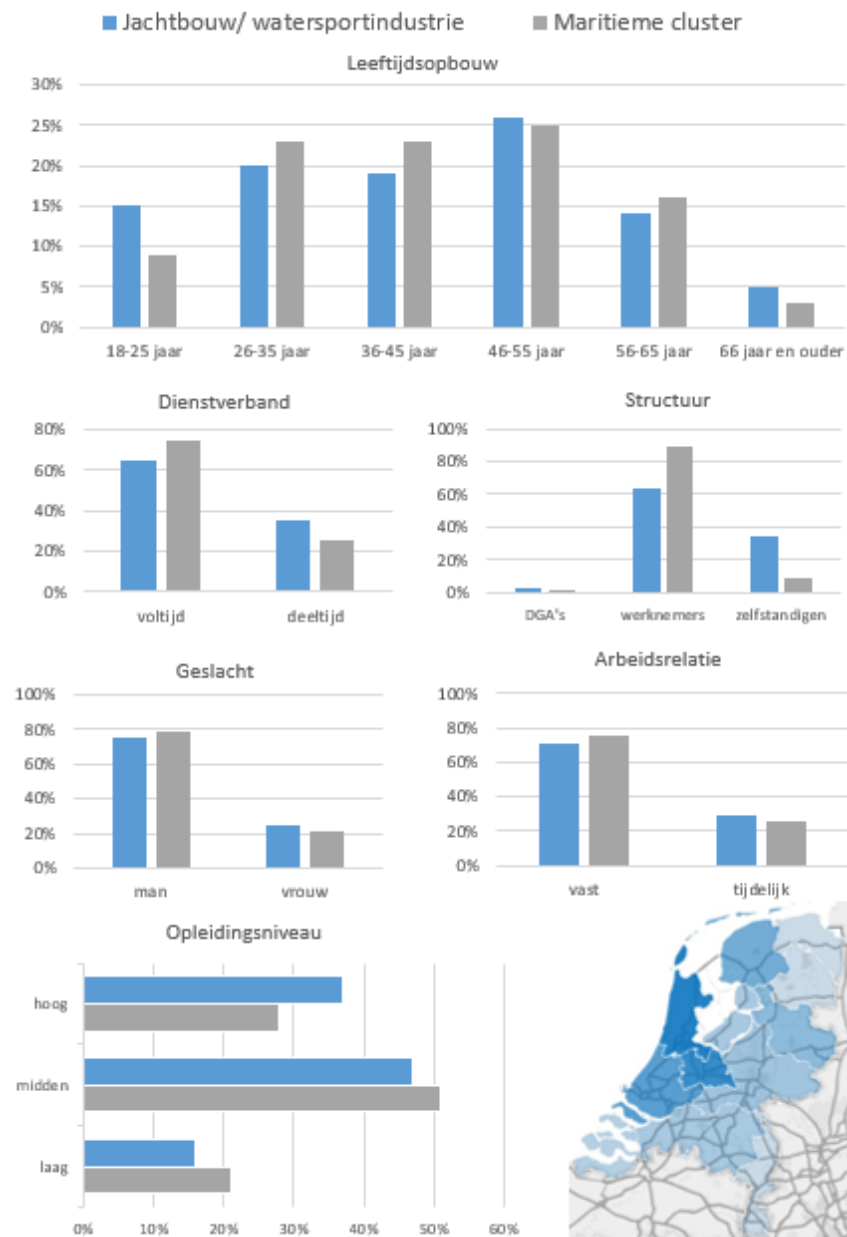 Jachtbouw/ watersportindustrie Maritieme cluster
Leeftijdsopbouw
30%
25%
20%
15%
10%
5%
0%
18-25 jaar 26-35 jaar 36-45 jaar 46-55 jaar 56-65 jaar 66 jaar en ouder
Dienstverband
80%
60%
40%
20%
0%
voltijd deeltijd
Structuur
100%
80%
60%
40%
20%
0%
DGA's werknemers zelfstandigen
Geslacht
100%
80%
60%
40%
20%
0%
man vrouw
Arbeidsrelatie
100%
80%
60%
40%
20%
0%
vast tijdelijk
Opleidingsniveau
hoog
midden
laag
0% 10% 20% 30% 40% 50% 60%